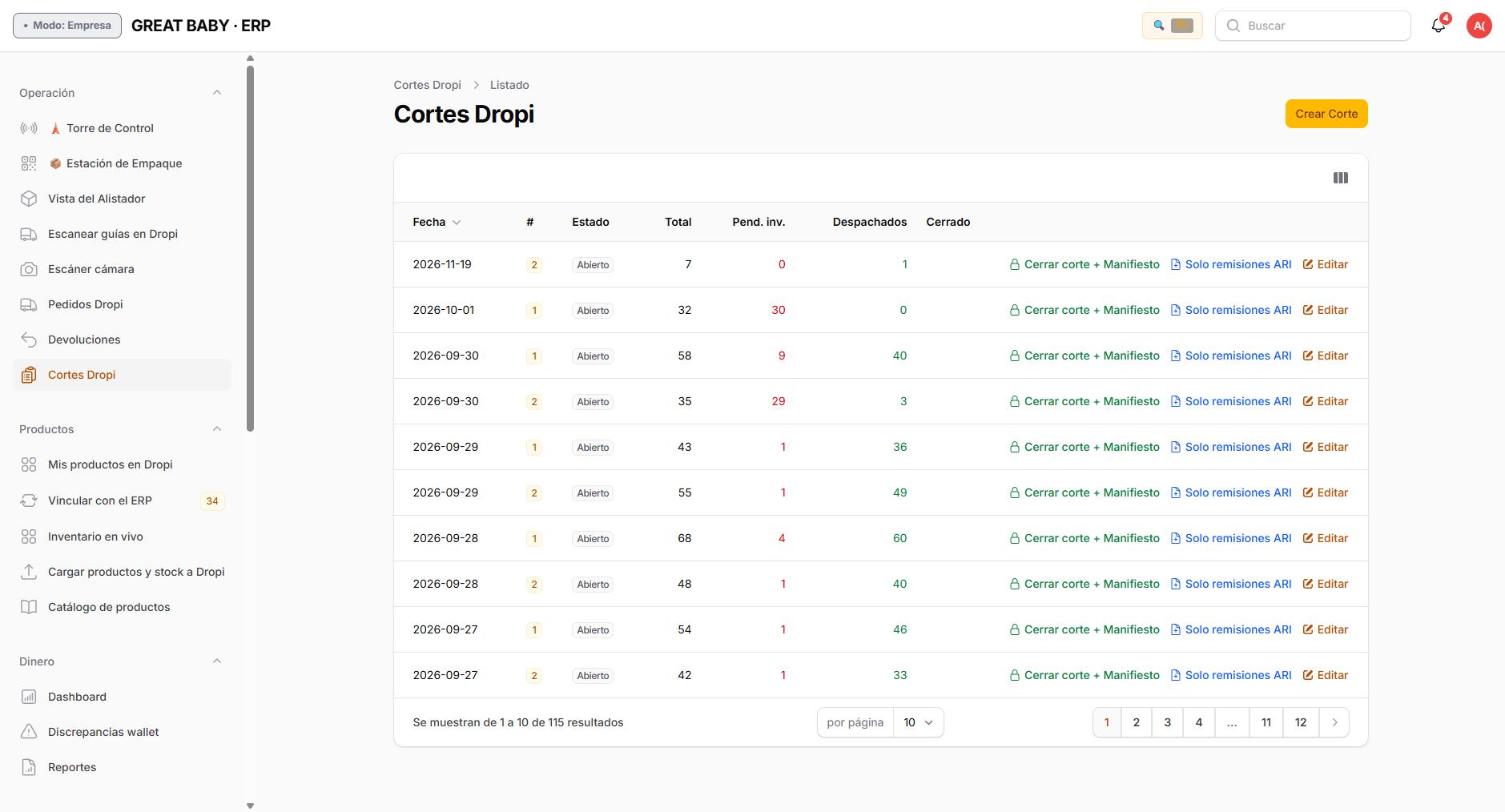 • Modo: Empresa
GREAT BABY · ERP
Buscar
4
A(
Operación
Torre de Control
Estación de Empaque
Vista del Alistador
Escanear guías en Dropi
Escáner cámara
Pedidos Dropi
Devoluciones
Cortes Dropi
Productos
Mis productos en Dropi
Vincular con el ERP 34
Inventario en vivo
Cargar productos y stock a Dropi
Catálogo de productos
Dinero
Dashboard
Discrepancias wallet
Reportes
Cortes Dropi > Listado
Cortes Dropi
Crear Corte
Fecha # Estado Total Pend. inv. Despachados Cerrado
2026-11-19 2 Abierto 7 0 1 Cerrar corte + Manifiesto Solo remisiones ARI Editar
2026-10-01 1 Abierto 32 30 0 Cerrar corte + Manifiesto Solo remisiones ARI Editar
2026-09-30 1 Abierto 58 9 40 Cerrar corte + Manifiesto Solo remisiones ARI Editar
2026-09-30 2 Abierto 35 29 3 Cerrar corte + Manifiesto Solo remisiones ARI Editar
2026-09-29 1 Abierto 43 1 36 Cerrar corte + Manifiesto Solo remisiones ARI Editar
2026-09-29 2 Abierto 55 1 49 Cerrar corte + Manifiesto Solo remisiones ARI Editar
2026-09-28 1 Abierto 68 4 60 Cerrar corte + Manifiesto Solo remisiones ARI Editar
2026-09-28 2 Abierto 48 1 40 Cerrar corte + Manifiesto Solo remisiones ARI Editar
2026-09-27 1 Abierto 54 1 46 Cerrar corte + Manifiesto Solo remisiones ARI Editar
2026-09-27 2 Abierto 42 1 33 Cerrar corte + Manifiesto Solo remisiones ARI Editar
Se muestran de 1 a 10 de 115 resultados
por página 10
1 2 3 4 ... 11 12